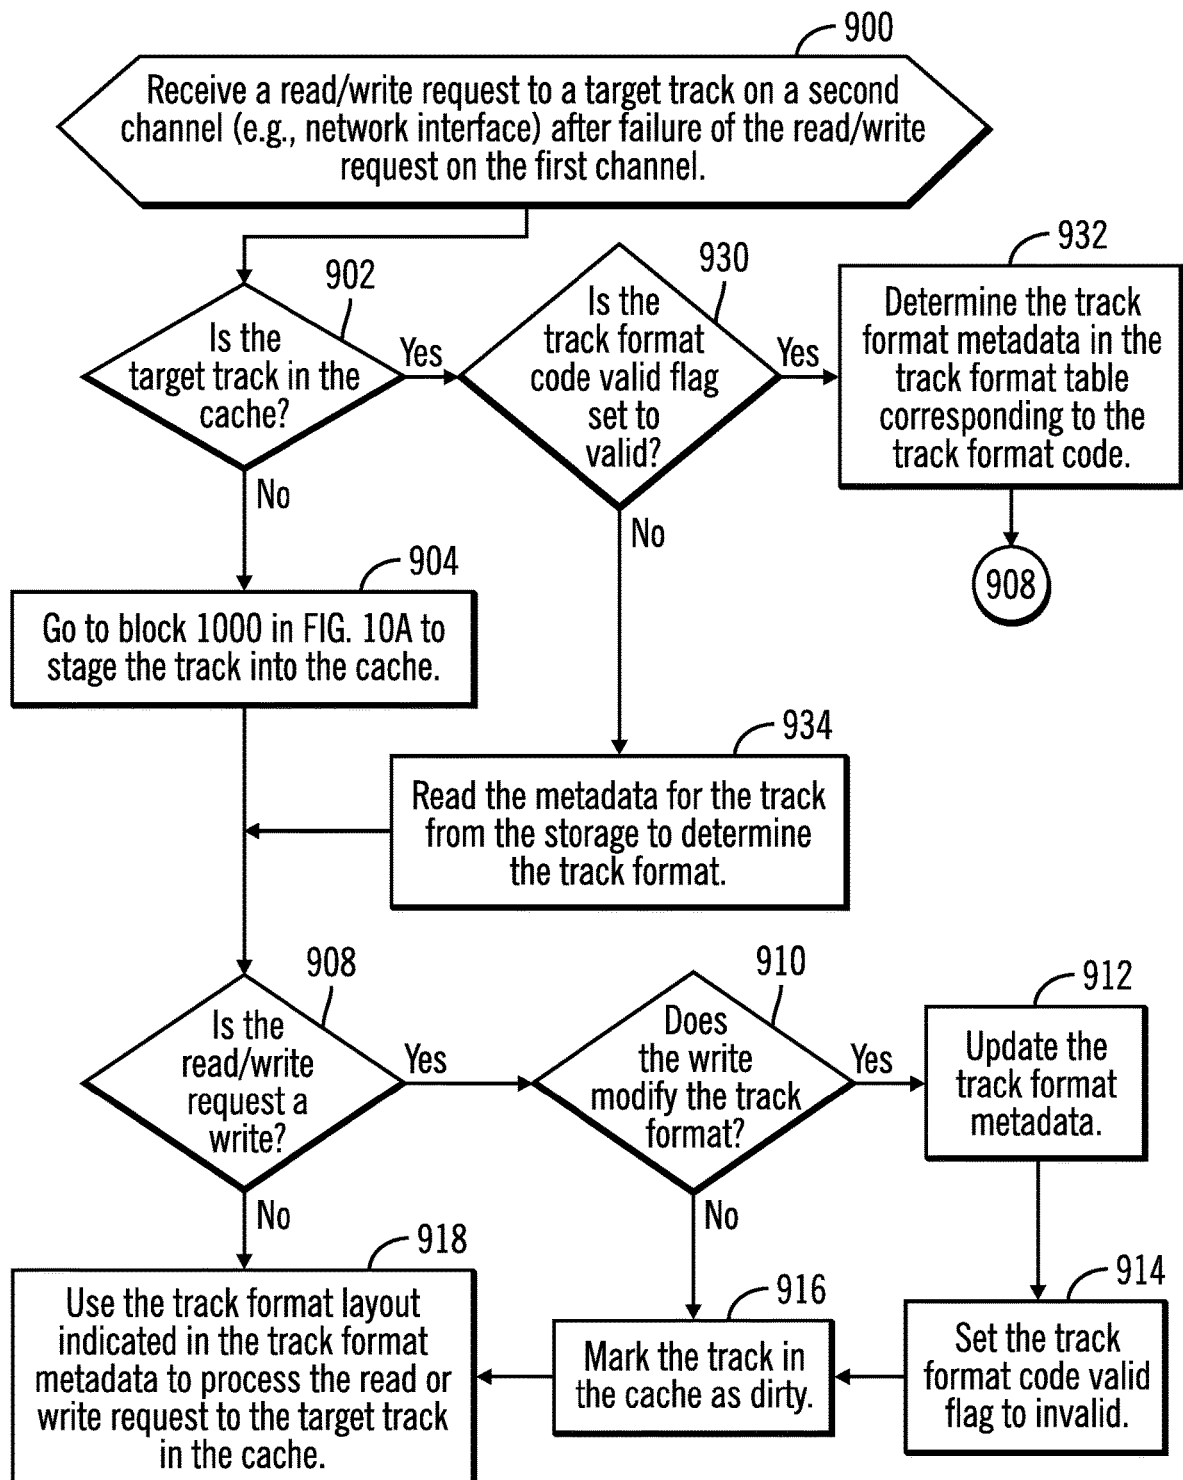 900
Receive a read/write request to a target track on a second
channel (e.g., network interface) after failure of the read/write
request on the first channel.
902
Is the
target track in the
cache?
Yes
No
930
Is the
track format
code valid flag
set to
valid?
Yes
No
932
Determine the track
format metadata in the
track format table
corresponding to the
track format code.
908
904
Go to block 1000 in FIG. 10A to
stage the track into the cache.
934
Read the metadata for the track
from the storage to determine
the track format.
908
Is the
read/write
request a
write?
Yes
No
910
Does
the write
modify the track
format?
Yes
No
912
Update the
track format
metadata.
914
Set the track
format code valid
flag to invalid.
916
Mark the track in
the cache as dirty.
918
Use the track format layout
indicated in the track format
metadata to process the read or
write request to the target track
in the cache.